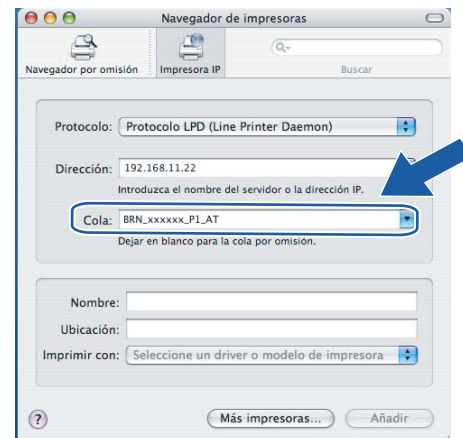 Navegador de impresoras
Navegador por omisión Impresora IP Buscar
Protocolo: Protocolo LPD (Line Printer Daemon)
Dirección: 192.168.11.22
Introduzca el nombre del servidor o la dirección IP.
Cola: BRN_xxxxxx_P1_AT
Dejar en blanco para la cola por omisión.
Nombre:
Ubicación:
Imprimir con: Seleccione un driver o modelo de impresora
? Más impresoras... Añadir